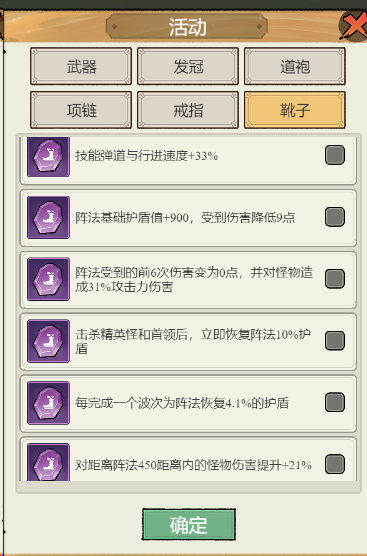 活动
武器 发冠 道袍
项链 戒指 靴子
技能弹道与行进速度+33%
阵法基础护盾值+900，受到伤害降低9点
阵法受到的前6次伤害变为0点，并对怪物造
成31%攻击力伤害
击杀精英怪和首领后，立即恢复阵法10%护
盾
每完成一个波次为阵法恢复4.1%的护盾
对距离阵法450距离内的怪物伤害提升+21%
确定